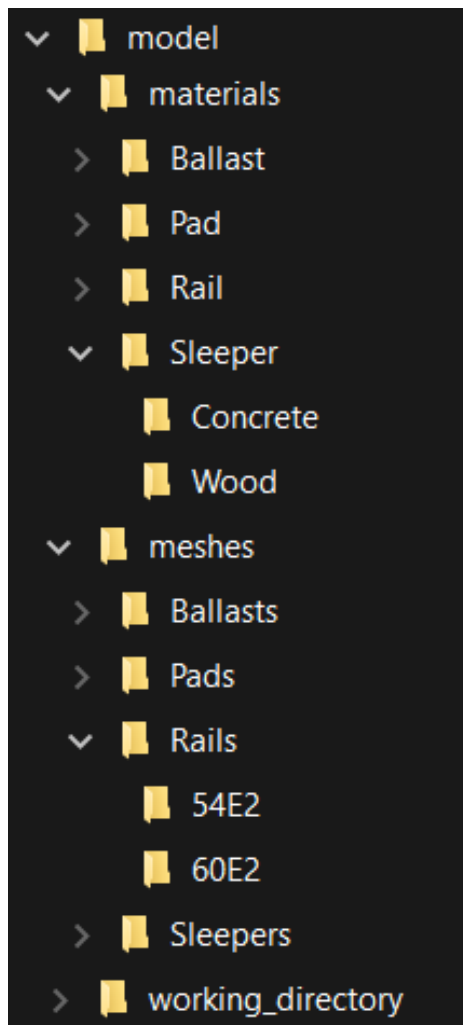 model
materials
Ballast
Pad
Rail
Sleeper
Concrete
Wood
meshes
Ballasts
Pads
Rails
54E2
60E2
Sleepers
working_directory